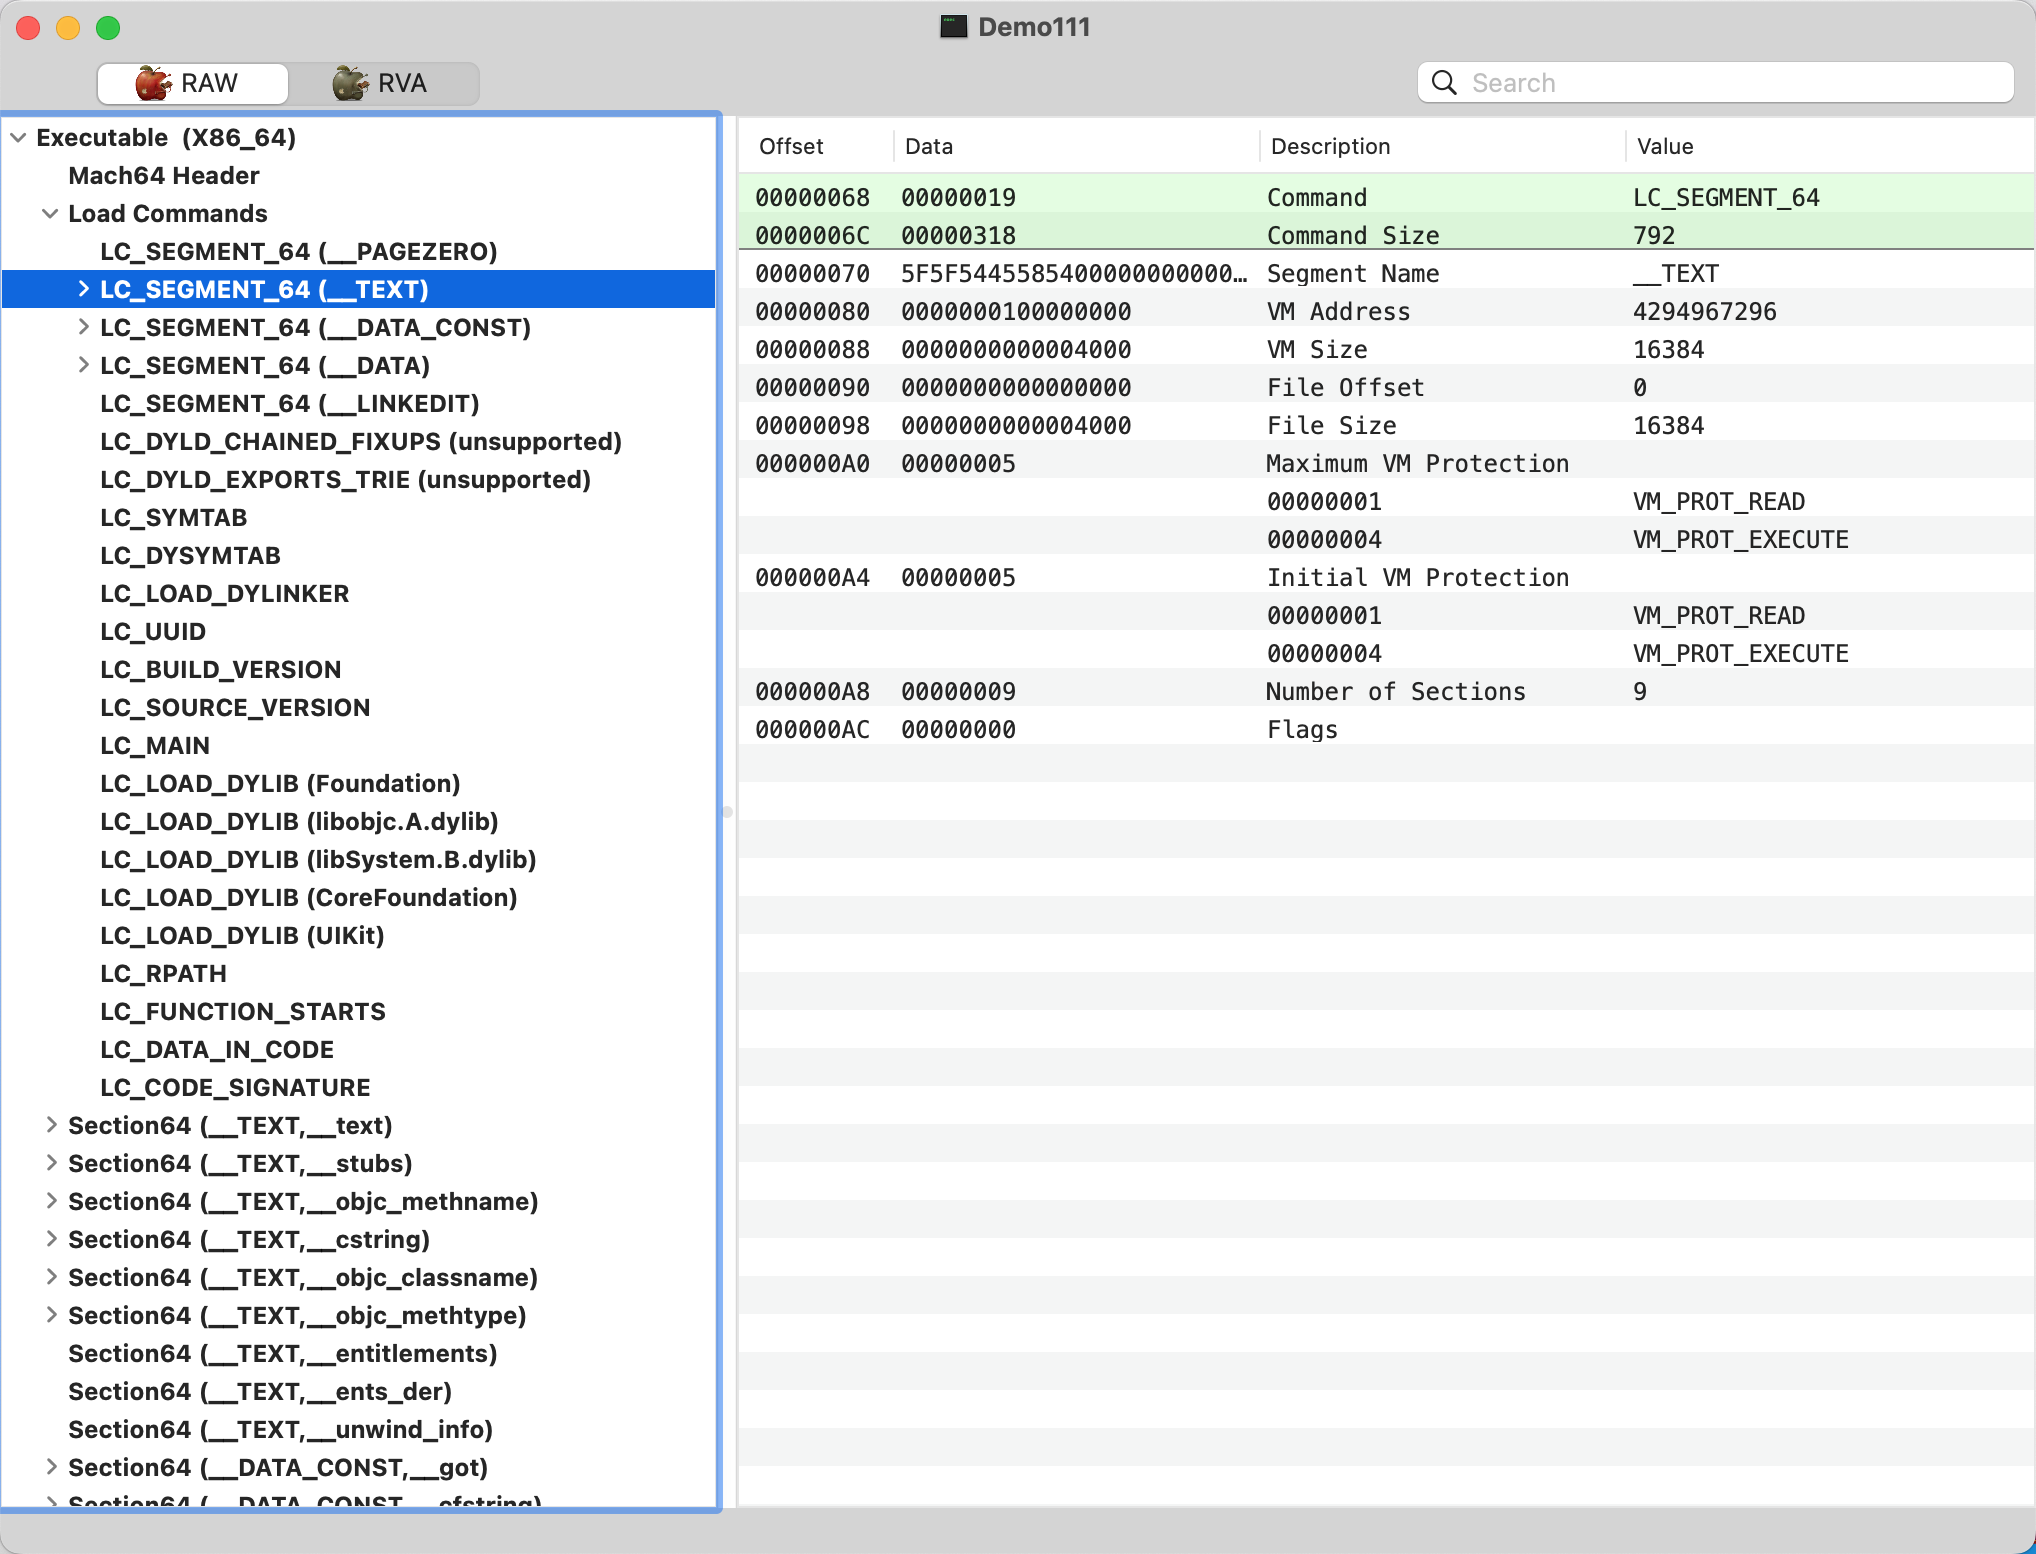 Demo111
RAW RVA
Search
Executable (X86_64)
Mach64 Header
Load Commands
LC_SEGMENT_64 (__PAGEZERO)
LC_SEGMENT_64 (__TEXT)
LC_SEGMENT_64 (__DATA_CONST)
LC_SEGMENT_64 (__DATA)
LC_SEGMENT_64 (__LINKEDIT)
LC_DYLD_CHAINED_FIXUPS (unsupported)
LC_DYLD_EXPORTS_TRIE (unsupported)
LC_SYMTAB
LC_DYSYMTAB
LC_LOAD_DYLINKER
LC_UUID
LC_BUILD_VERSION
LC_SOURCE_VERSION
LC_MAIN
LC_LOAD_DYLIB (Foundation)
LC_LOAD_DYLIB (libobjc.A.dylib)
LC_LOAD_DYLIB (libSystem.B.dylib)
LC_LOAD_DYLIB (CoreFoundation)
LC_LOAD_DYLIB (UIKit)
LC_RPATH
LC_FUNCTION_STARTS
LC_DATA_IN_CODE
LC_CODE_SIGNATURE
Section64 (__TEXT,__text)
Section64 (__TEXT,__stubs)
Section64 (__TEXT,__objc_methname)
Section64 (__TEXT,__cstring)
Section64 (__TEXT,__objc_classname)
Section64 (__TEXT,__objc_methtype)
Section64 (__TEXT,__entitlements)
Section64 (__TEXT,__ents_der)
Section64 (__TEXT,__unwind_info)
Section64 (__DATA_CONST,__got)
Section64 (__DATA_CONST,__cfstring)
Offset Data Description Value
00000068 00000019 Command LC_SEGMENT_64
0000006C 00000318 Command Size 792
00000070 5F5F5445585400000000000... Segment Name __TEXT
00000080 0000000100000000 VM Address 4294967296
00000088 0000000000004000 VM Size 16384
00000090 0000000000000000 File Offset 0
00000098 0000000000004000 File Size 16384
000000A0 00000005 Maximum VM Protection
00000001 VM_PROT_READ
00000004 VM_PROT_EXECUTE
000000A4 00000005 Initial VM Protection
00000001 VM_PROT_READ
00000004 VM_PROT_EXECUTE
000000A8 00000009 Number of Sections 9
000000AC 00000000 Flags